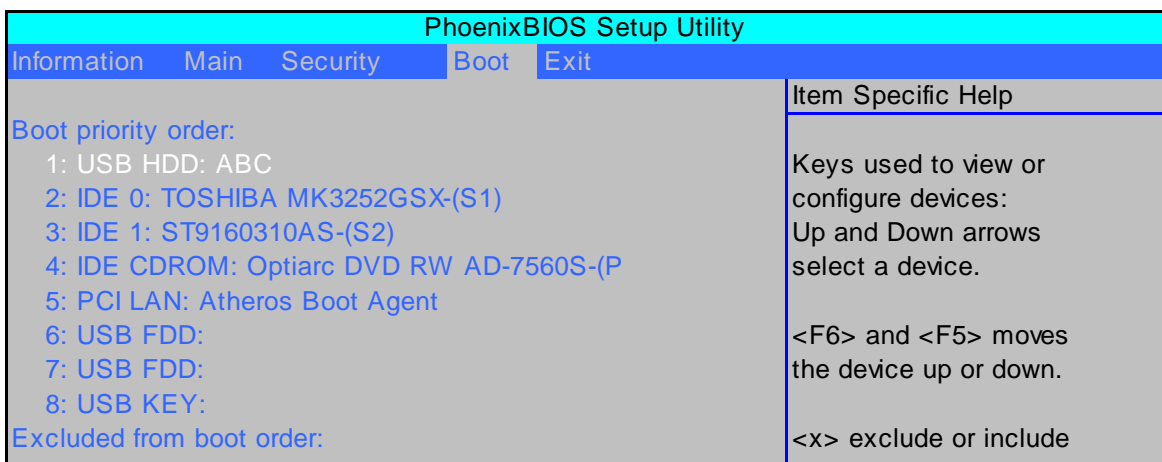 PhoenixBIOS Setup Utility
Information Main Security Boot Exit
Item Specific Help
Boot priority order:
1: USB HDD: ABC
2: IDE 0: TOSHIBA MK3252GSX-(S1)
3: IDE 1: ST9160310AS-(S2)
4: IDE CDROM: Optiarc DVD RW AD-7560S-(P
5: PCI LAN: Atheros Boot Agent
6: USB FDD:
7: USB FDD:
8: USB KEY:
Excluded from boot order:
Keys used to view or
configure devices:
Up and Down arrows
select a device.
<F6> and <F5> moves
the device up or down.
<x> exclude or include